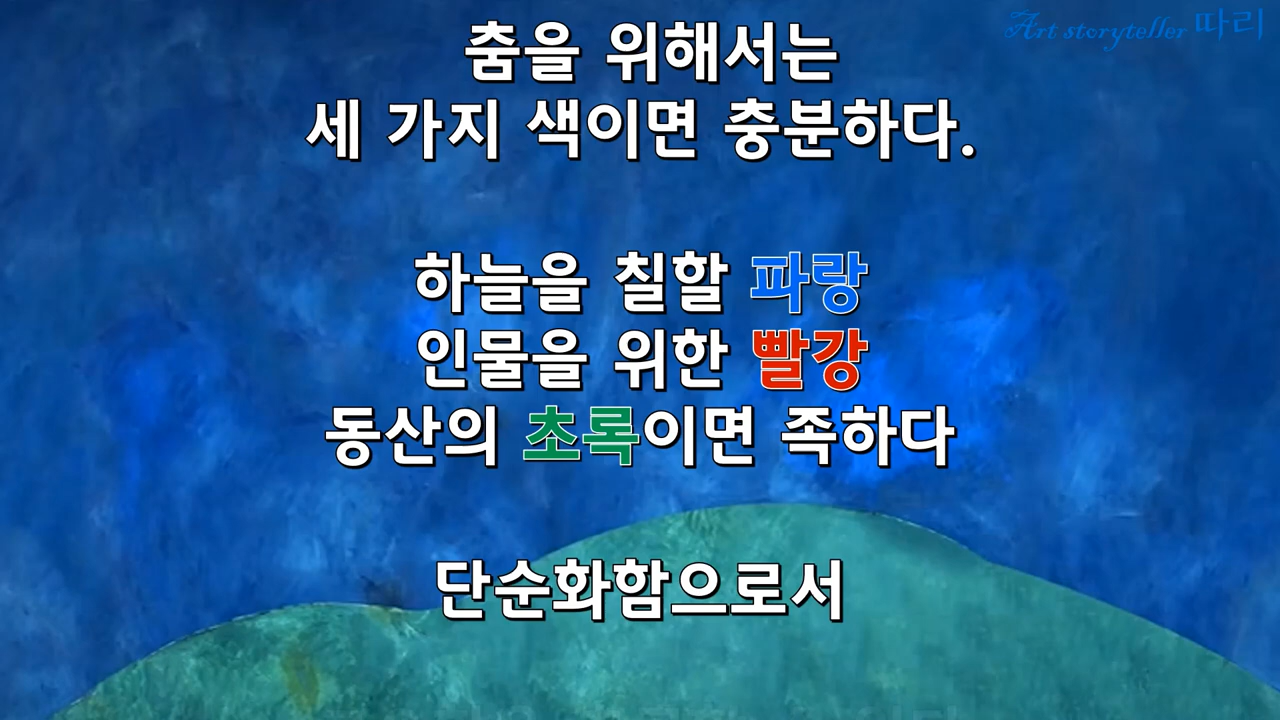 Art storyteller 따리
춤을 위해서는
세 가지 색이면 충분하다.
하늘을 칠할 파랑
인물을 위한 빨강
동산의 초록이면 족하다
단순화함으로서